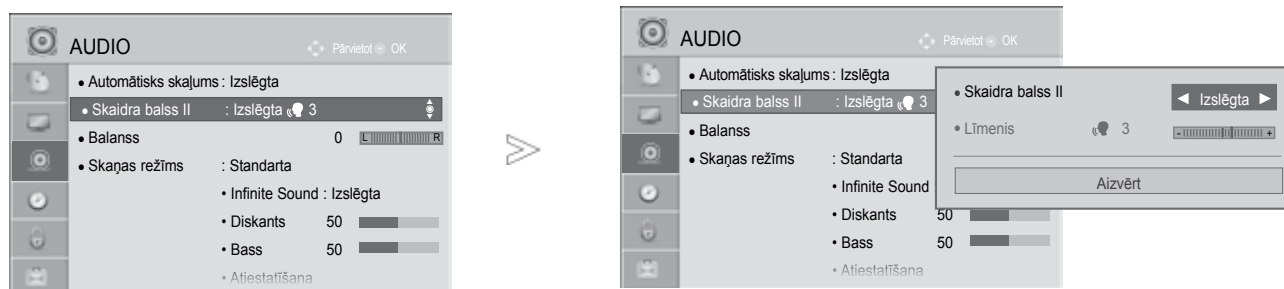 AUDIO
Pārvietot OK
• Automātisks skaļums : Izslēgta
• Skaidra balss II : Izslēgta 3
• Balanss 0 L R
• Skaņas režīms : Standarta
• Infinite Sound : Izslēgta
• Diskants 50
• Bass 50
• Atiestatīšana
AUDIO
Pārvietot OK
• Automātisks skaļums : Izslēgta
• Skaidra balss II : Izslēgta 3
• Balanss
• Skaņas režīms : Standarta
• Infinite Sound :
• Diskants 50
• Bass 50
• Atiestatīšana
• Skaidra balss II ◄ Izslēgta ►
• Līmenis 3 - +
Aizvērt